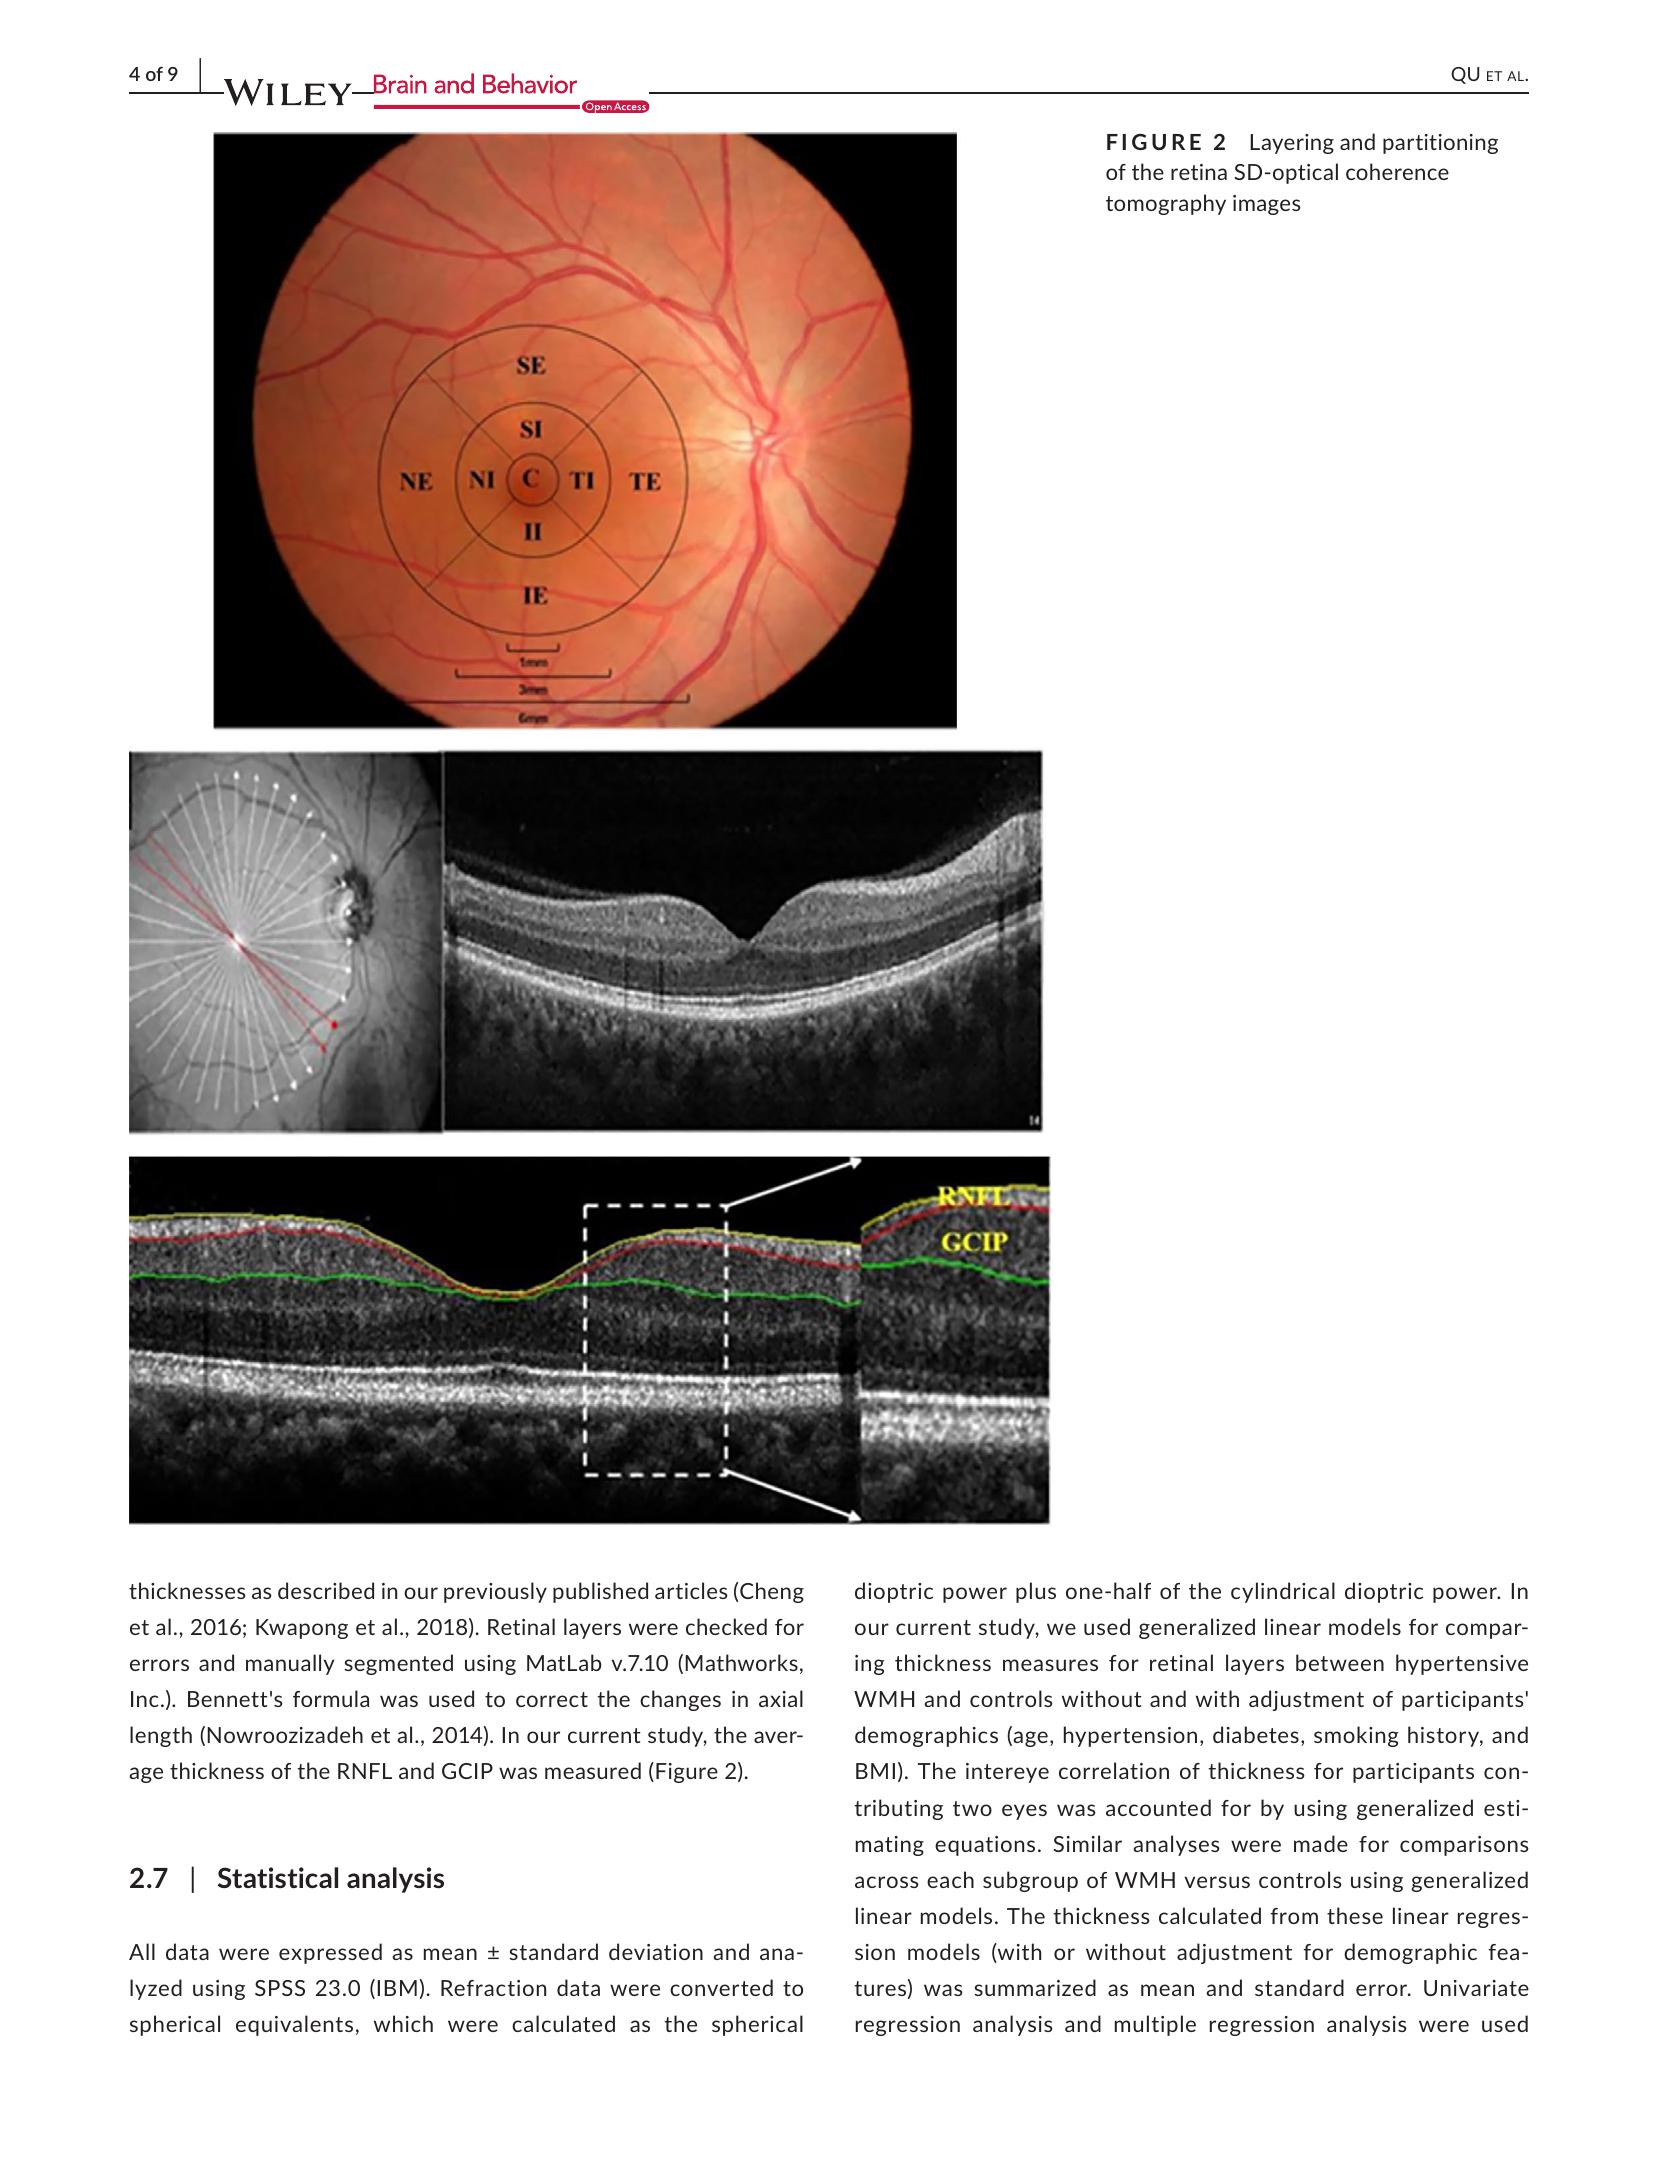 4 of 9
WILEY
Brain and Behavior
Open Access
QU ET AL.
FIGURE 2 Layering and partitioning
of the retina SD-optical coherence
tomography images
SE
SI
NE NI C TI TE
II
IE
1mm
3mm
6mm
14
RNFL
GCIP
thicknesses as described in our previously published articles (Cheng
et al., 2016; Kwapong et al., 2018). Retinal layers were checked for
errors and manually segmented using MatLab v.7.10 (Mathworks,
Inc.). Bennett's formula was used to correct the changes in axial
length (Nowroozizadeh et al., 2014). In our current study, the aver-
age thickness of the RNFL and GCIP was measured (Figure 2).
2.7 | Statistical analysis
All data were expressed as mean ± standard deviation and ana-
lyzed using SPSS 23.0 (IBM). Refraction data were converted to
spherical equivalents, which were calculated as the spherical
dioptric power plus one-half of the cylindrical dioptric power. In
our current study, we used generalized linear models for compar-
ing thickness measures for retinal layers between hypertensive
WMH and controls without and with adjustment of participants'
demographics (age, hypertension, diabetes, smoking history, and
BMI). The intereye correlation of thickness for participants con-
tributing two eyes was accounted for by using generalized esti-
mating equations. Similar analyses were made for comparisons
across each subgroup of WMH versus controls using generalized
linear models. The thickness calculated from these linear regres-
sion models (with or without adjustment for demographic fea-
tures) was summarized as mean and standard error. Univariate
regression analysis and multiple regression analysis were used